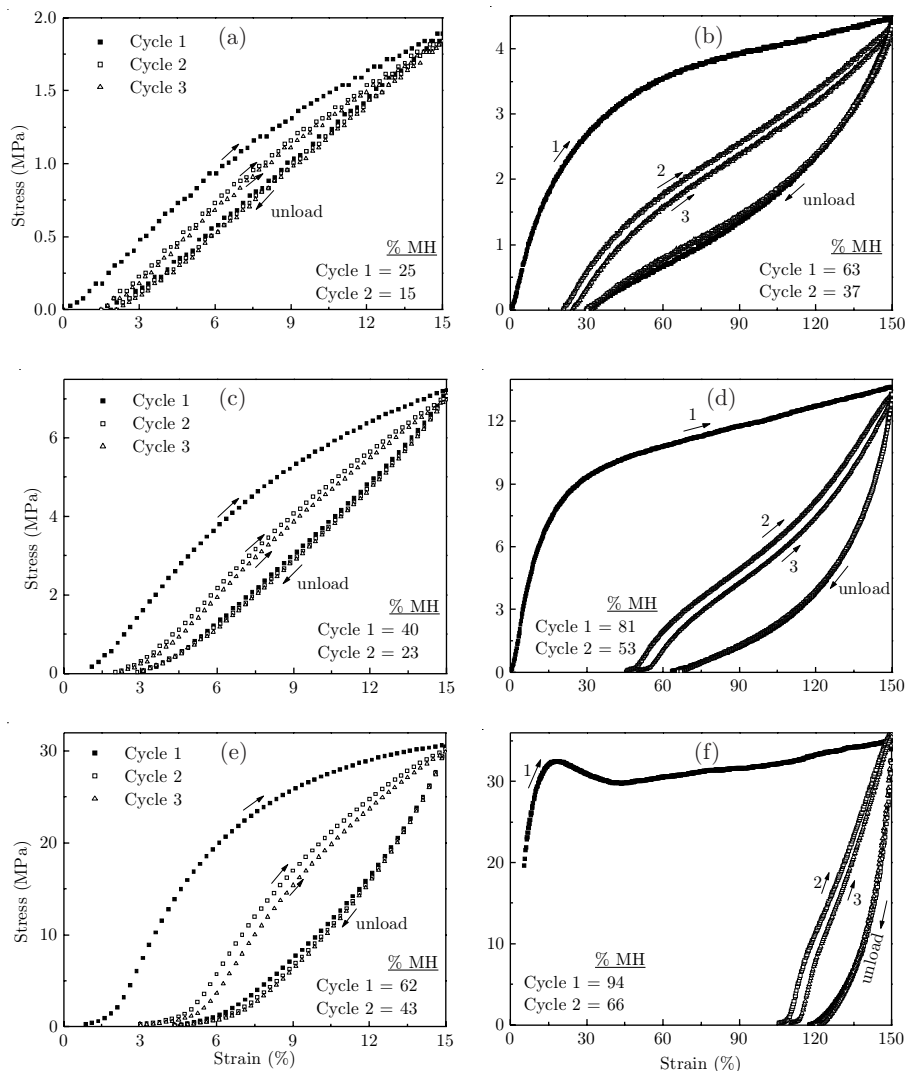 (a)
Cycle 1
Cycle 2
Cycle 3
Stress (MPa)
2.0
1.5
1.0
0.5
0.0
unload
% MH
Cycle 1 = 25
Cycle 2 = 15
0 3 6 9 12 15
(b)
4
3
2
1
0
1
2
3
unload
% MH
Cycle 1 = 63
Cycle 2 = 37
0 30 60 90 120 150
(c)
Cycle 1
Cycle 2
Cycle 3
Stress (MPa)
6
4
2
0
unload
% MH
Cycle 1 = 40
Cycle 2 = 23
0 3 6 9 12 15
(d)
12
9
6
3
0
1
2
3
unload
% MH
Cycle 1 = 81
Cycle 2 = 53
0 30 60 90 120 150
(e)
Cycle 1
Cycle 2
Cycle 3
Stress (MPa)
30
20
10
0
unload
% MH
Cycle 1 = 62
Cycle 2 = 43
0 3 6 9 12 15
Strain (%)
(f)
30
20
10
0
1
2
3
unload
% MH
Cycle 1 = 94
Cycle 2 = 66
0 30 60 90 120 150
Strain (%)